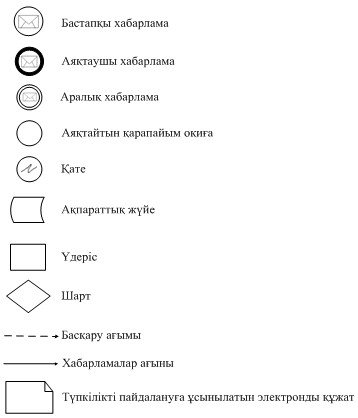 Бастапқы хабарлама
Аяқтаушы хабарлама
Аралық хабарлама
Аяқтайтын қарапайым окиға
Қате
Ақпараттық жүйе
Үдеріс
Шарт
Басқару ағымы
Хабарламалар ағыны
Түпкілікті пайдалануға ұсынылатын электронды құжат